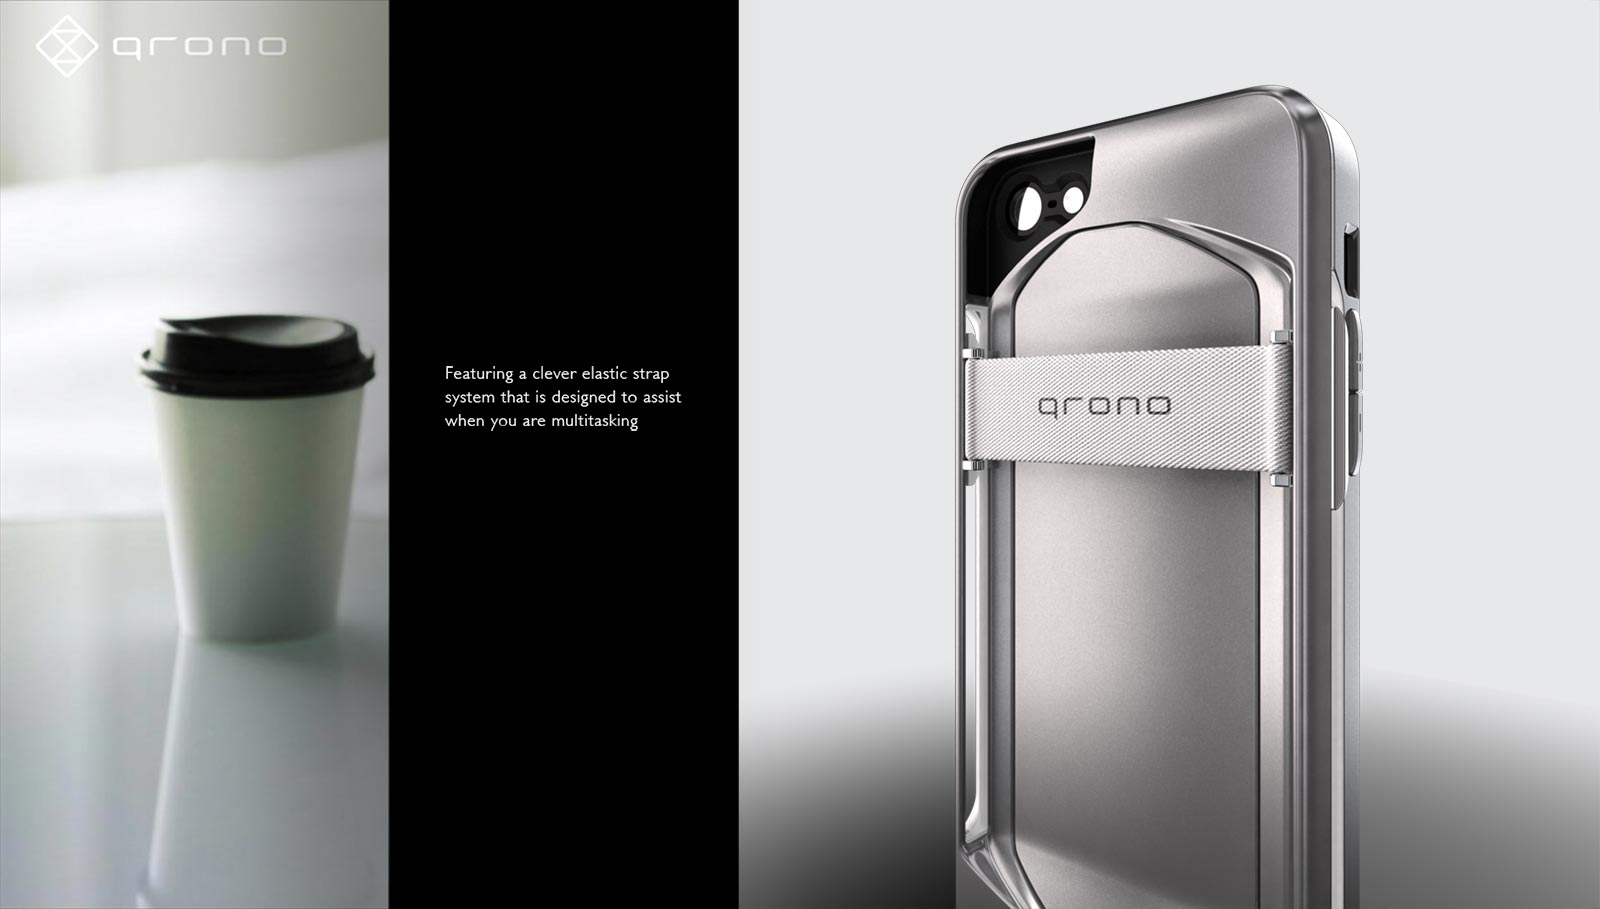 qrono
Featuring a clever elastic strap
system that is designed to assist
when you are multitasking
qrono